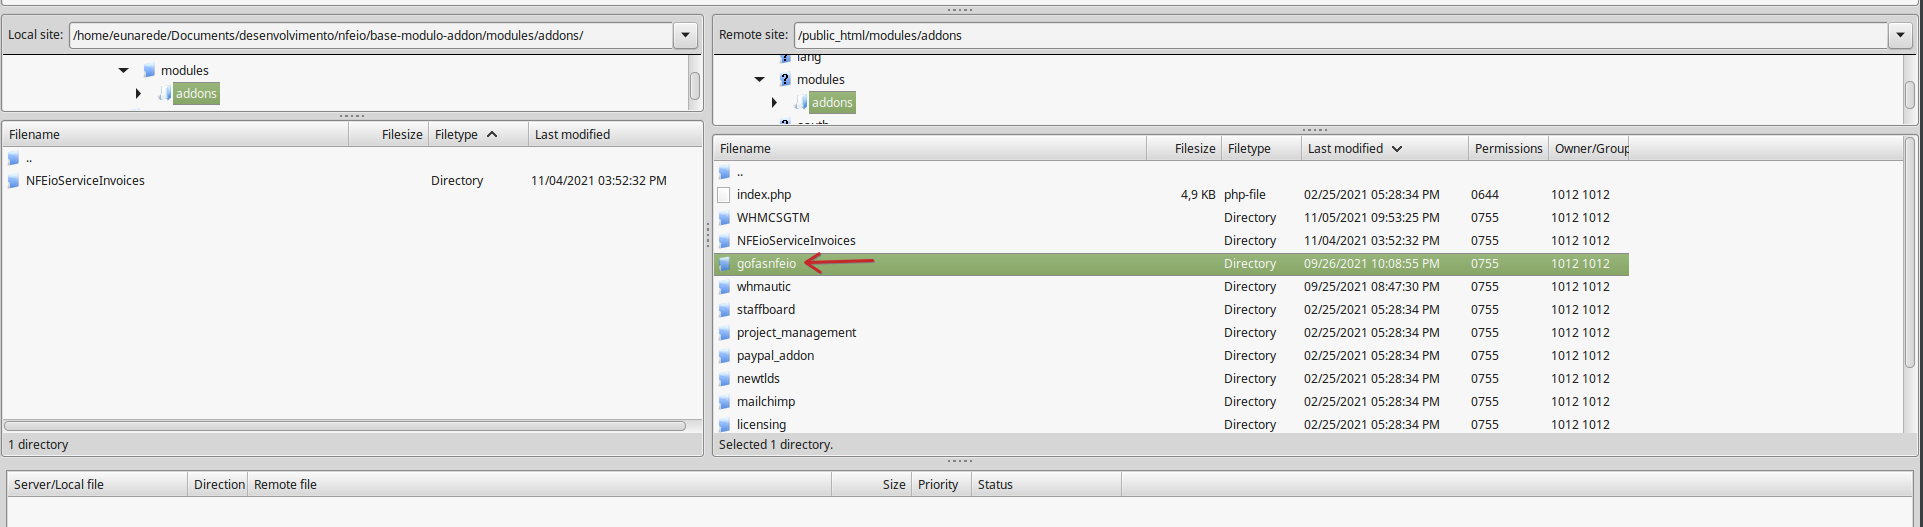 Local site: /home/eunarede/Documents/desenvolvimento/nfeio/base-modulo-addon/modules/addons/
modules
addons
Filename Filesize Filetype Last modified
..
NFEioServiceInvoices Directory 11/04/2021 03:52:32 PM
1 directory
Remote site: /public_html/modules/addons
lang
modules
addons
Filename Filesize Filetype Last modified Permissions Owner/Group
..
index.php 4,9 KB php-file 02/25/2021 05:28:34 PM 0644 1012 1012
WHMCSGTM Directory 11/05/2021 09:53:25 PM 0755 1012 1012
NFEioServiceInvoices Directory 11/04/2021 03:52:32 PM 0755 1012 1012
gofasnfeio Directory 09/26/2021 10:08:55 PM 0755 1012 1012
whmautic Directory 09/25/2021 08:47:30 PM 0755 1012 1012
staffboard Directory 02/25/2021 05:28:34 PM 0755 1012 1012
project_management Directory 02/25/2021 05:28:34 PM 0755 1012 1012
paypal_addon Directory 02/25/2021 05:28:34 PM 0755 1012 1012
newtlds Directory 02/25/2021 05:28:34 PM 0755 1012 1012
mailchimp Directory 02/25/2021 05:28:34 PM 0755 1012 1012
licensing Directory 02/25/2021 05:28:34 PM 0755 1012 1012
Selected 1 directory.
Server/Local file Direction Remote file Size Priority Status